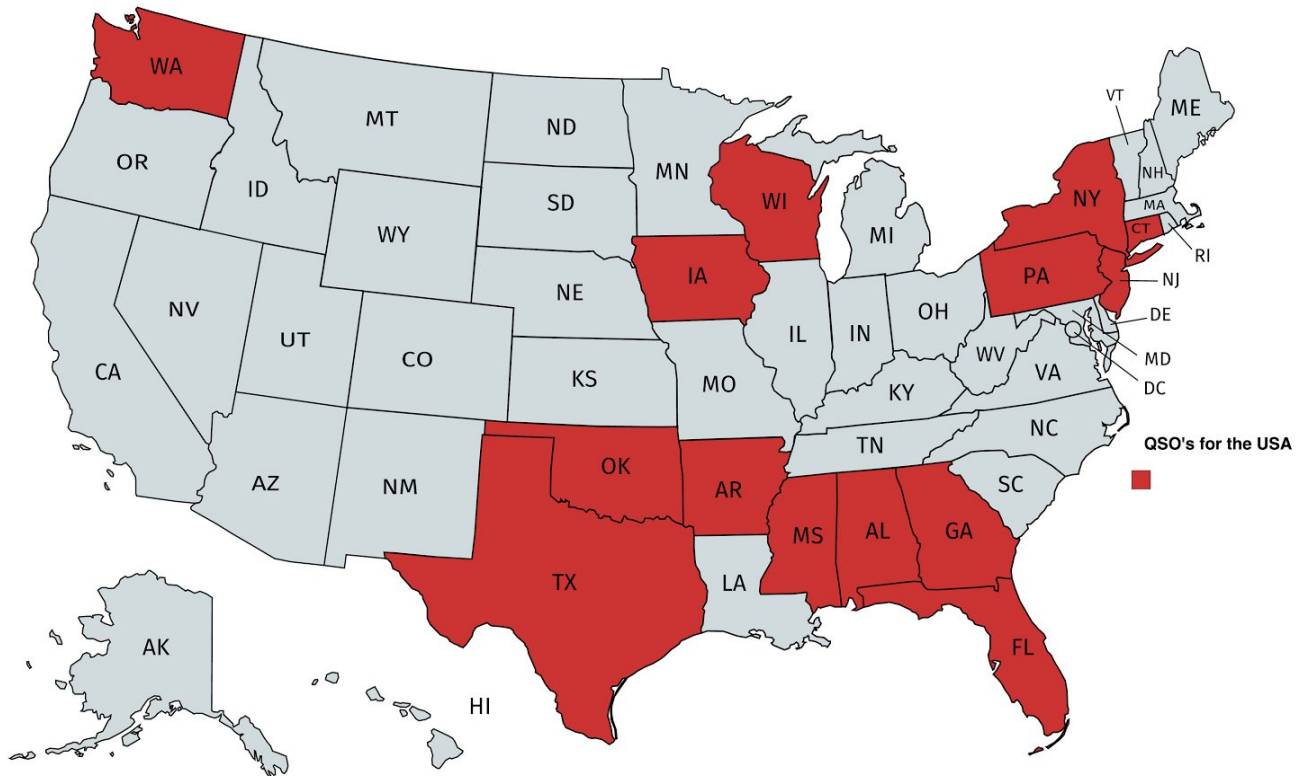 WA
MT
ND
MN
OR
ID
SD
WI
WY
MI
IA
NE
NV
UT
CO
CA
KS
MO
IL
IN
OH
KY
WV
VA
NC
TN
SC
AZ
NM
OK
AR
MS
AL
GA
TX
LA
FL
AK
HI
VT
ME
NH
NY
MA
CT
RI
PA
NJ
DE
MD
DC
QSO's for the USA